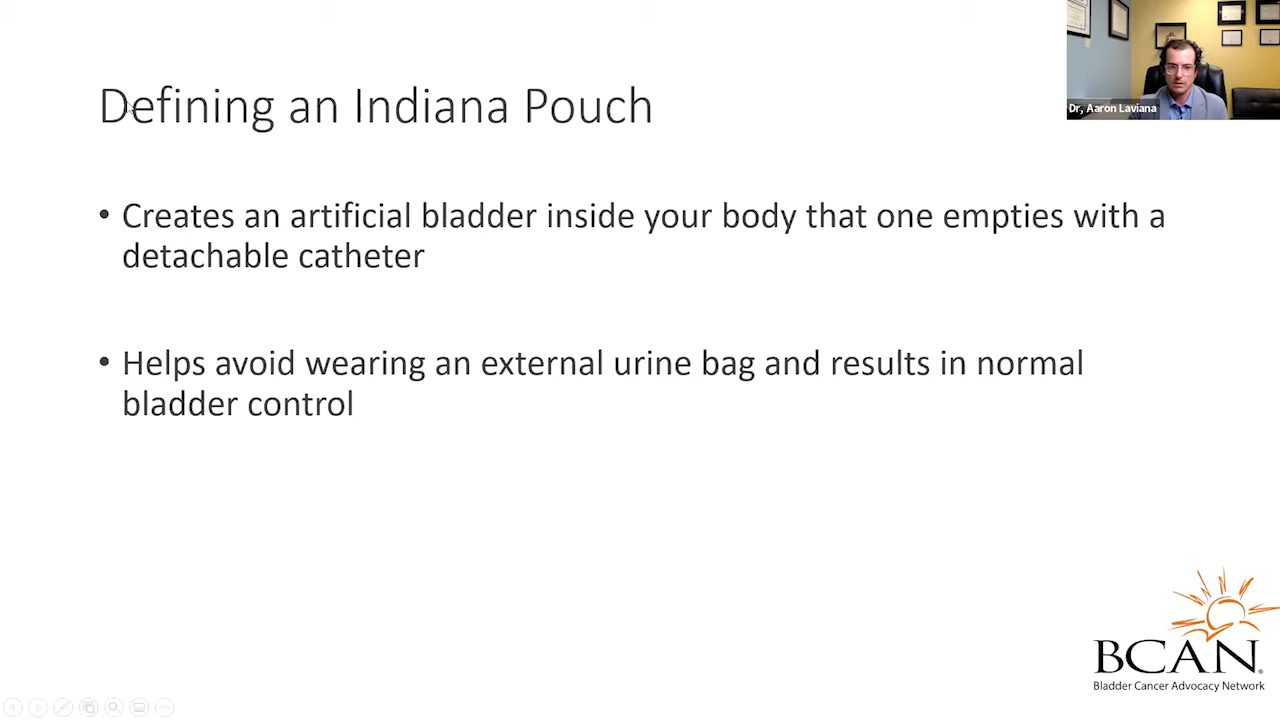 Defining an Indiana Pouch
Dr, Aaron Laviana
• Creates an artificial bladder inside your body that one empties with a
detachable catheter
• Helps avoid wearing an external urine bag and results in normal
bladder control
BCAN®
Bladder Cancer Advocacy Network